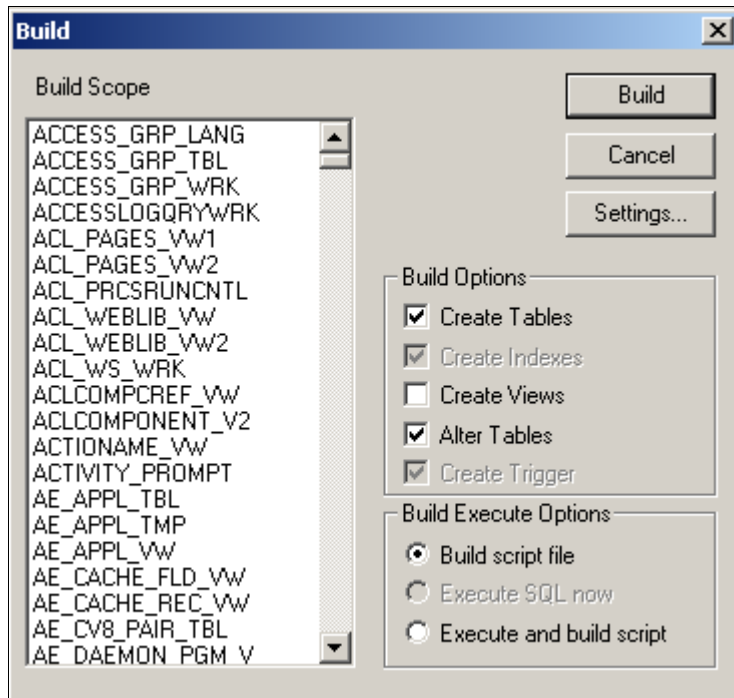 Build
Build Scope
ACCESS_GRP_LANG
ACCESS_GRP_TBL
ACCESS_GRP_WRK
ACCESSLOGQRYWRK
ACL_PAGES_VW1
ACL_PAGES_VW2
ACL_PRCSRUNCNTL
ACL_WEBLIB_VW
ACL_WEBLIB_VW2
ACL_WS_WRK
ACLCOMPCREF_VW
ACLCOMPONENT_V2
ACTIONAME_VW
ACTIVITY_PROMPT
AE_APPL_TBL
AE_APPL_TMP
AE_APPL_VW
AE_CACHE_FLD_VW
AE_CACHE_REC_VW
AE_CV8_PAIR_TBL
AE_DAEMON_PGM_V
Build
Cancel
Settings...
Build Options
Create Tables
Create Indexes
Create Views
Alter Tables
Create Trigger
Build Execute Options
Build script file
Execute SQL now
Execute and build script